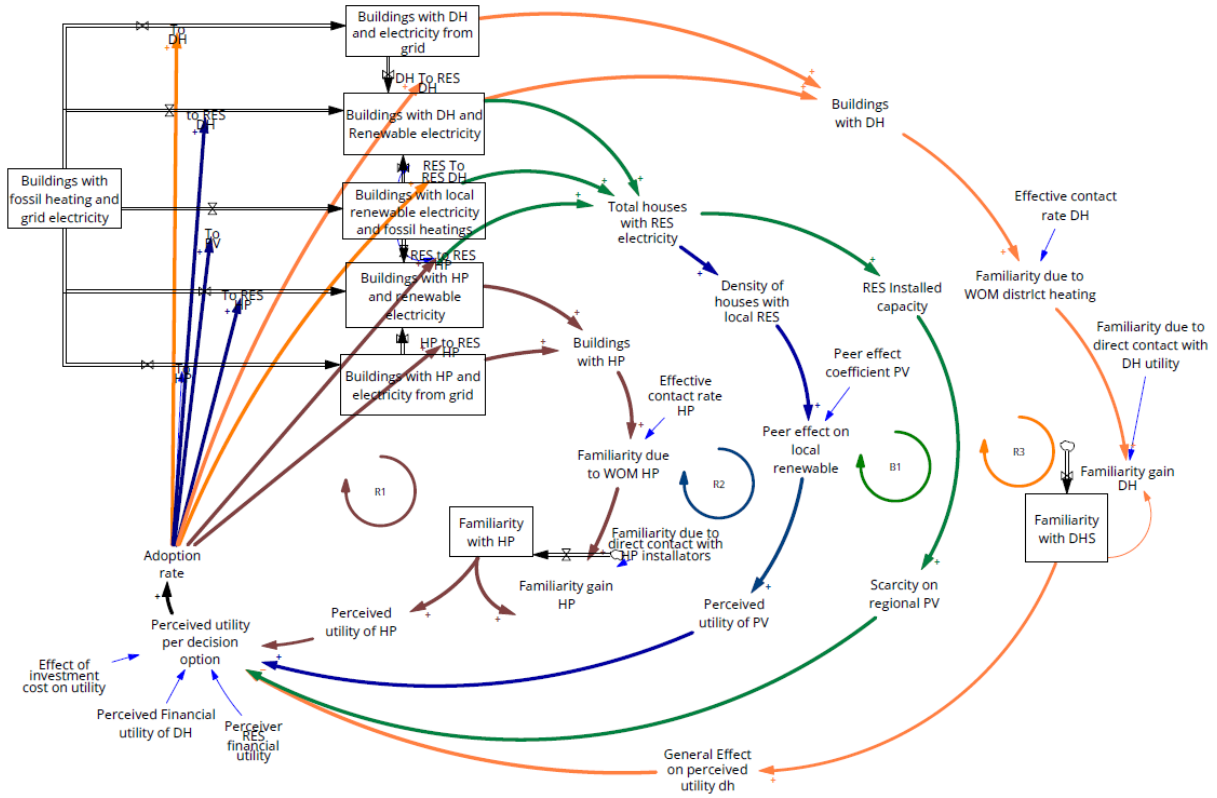 Buildings with DH
and electricity from
grid
To
DH
DH To RES
DH
Buildings with DH and
Renewable electricity
to RES
DH
Buildings
with DH
Buildings with
fossil heating and
grid electricity
RES To
RES DH
Buildings with local
renewable electricity
and fossil heatings
Total houses
with RES
electricity
Effective contact
rate DH
To
PV
RES to RES
HP
Buildings with HP
and renewable
electricity
To RES
HP
Density of
houses with
local RES
RES Installed
capacity
Familiarity due to
WOM district heating
HP to RES
HP
Buildings with HP and
electricity from grid
Buildings
with HP
Familiarity due to
direct contact with
DH utility
Peer effect
coefficient PV
Effective
contact rate
HP
Peer effect on
local
renewable
Familiarity due
to WOM HP
R1
R2
B1
R3
Familiarity gain
DH
Familiarity
with HP
Familiarity due to
direct contact with
HP installators
Familiarity
with DHS
Adoption
rate
Familiarity gain
HP
Scarcity on
regional PV
Perceived
utility of HP
Perceived
utility of PV
Perceived utility
per decision
option
Effect of
investment
cost on utility
Perceived Financial
utility of DH
Perceiver
RES
financial
utility
General Effect
on perceived
utility dh